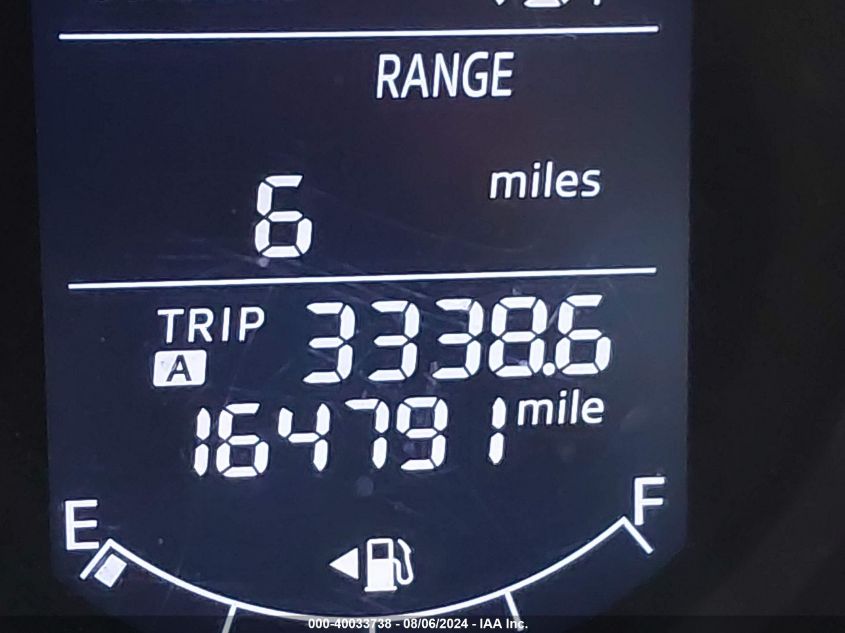 RANGE
6 miles
TRIP A 3338.6
164791 mile
E F
000-40033738 - 08/06/2024 - IAA Inc.